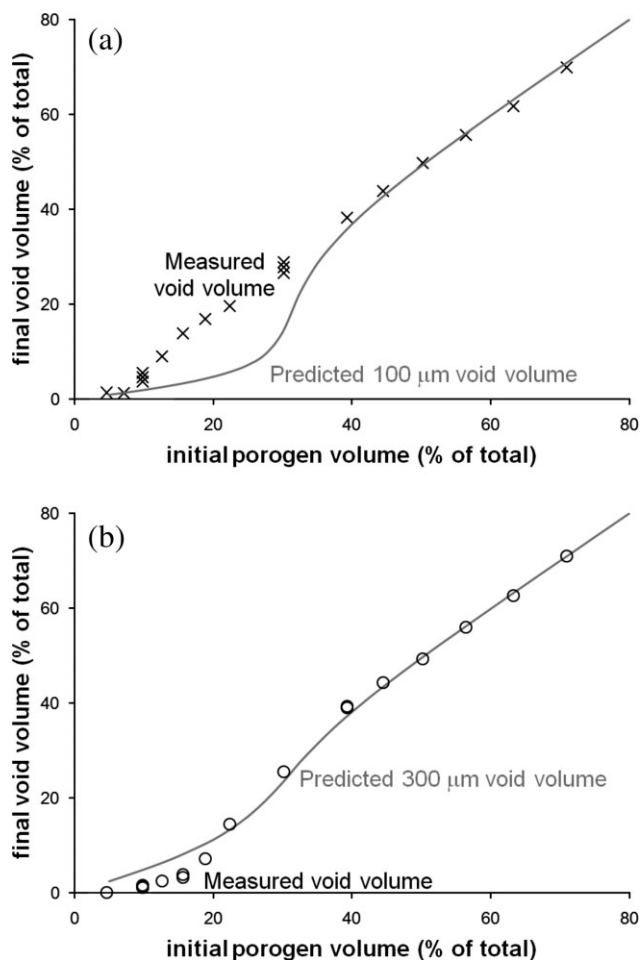 (a)
80
60
40
20
0
final void volume (% of total)
Measured
void volume
Predicted 100 μm void volume
0 20 40 60 80
initial porogen volume (% of total)
(b)
80
60
40
20
0
final void volume (% of total)
Predicted 300 μm void volume
Measured void volume
0 20 40 60 80
initial porogen volume (% of total)